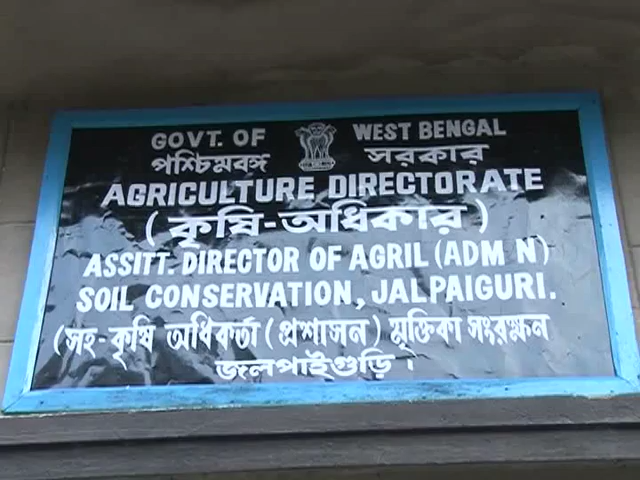 GOVT. OF WEST BENGAL
পশ্চিমবঙ্গ সরকার
AGRICULTURE DIRECTORATE
( কৃষি-অধিকার )
ASSITT. DIRECTOR OF AGRIL (ADM N)
SOIL CONSERVATION, JALPAIGURI.
(সহ-কৃষি অধিকর্তা (প্রশাসন) মৃত্তিকা সংরক্ষন
জলপাইগুড়ি ।